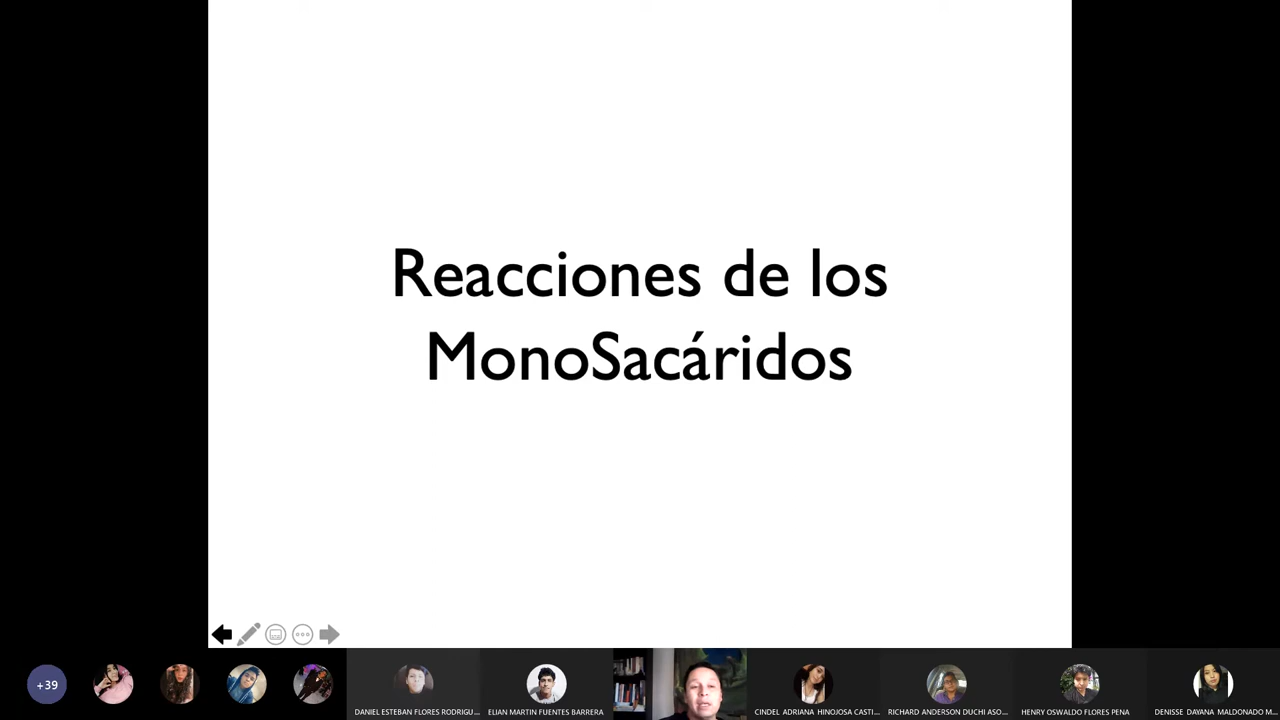 Reacciones de los
MonoSacáridos
+39
DANIEL ESTEBAN FLORES RODRIGU...
ELIAN MARTIN FUENTES BARRERA
CINDEL ADRIANA HINOJOSA CASTI...
RICHARD ANDERSON DUCHI ASO...
HENRY OSWALDO FLORES PENA
DENISSE DAYANA MALDONADO M...